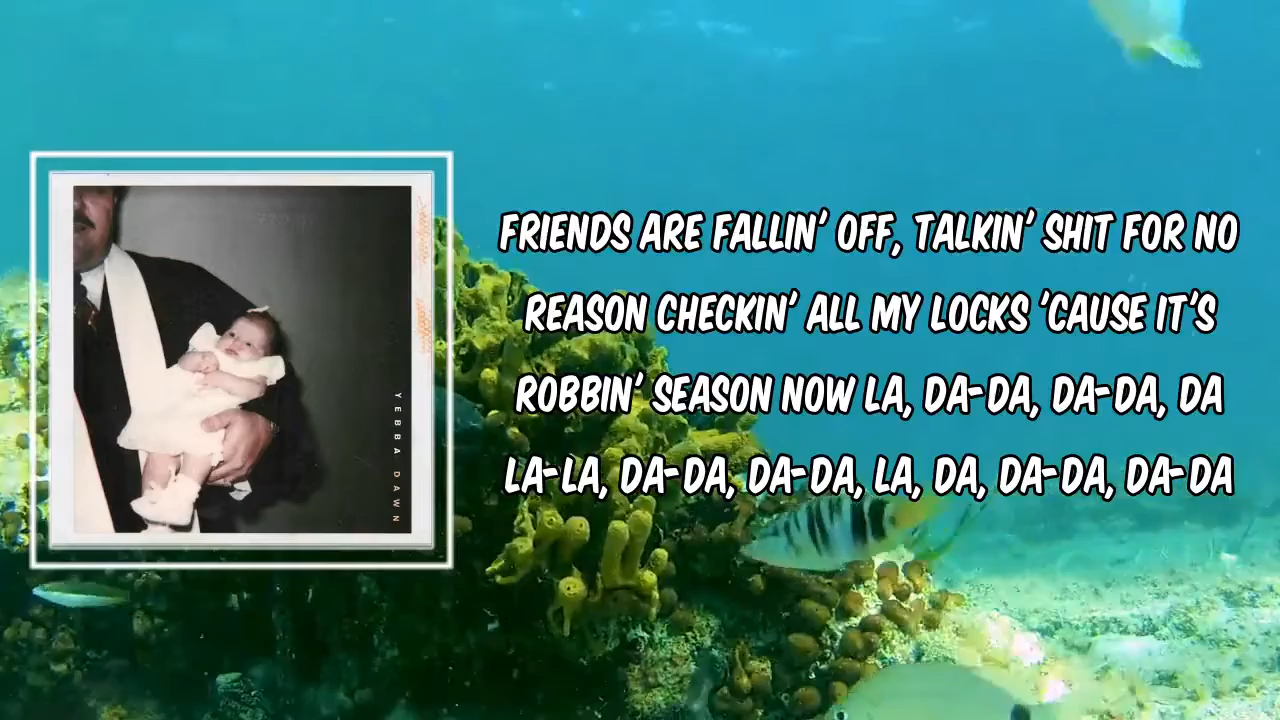 FRIENDS ARE FALLIN' OFF, TALKIN' SHIT FOR NO
REASON CHECKIN' ALL MY LOCKS 'CAUSE IT'S
ROBBIN' SEASON NOW LA, DA-DA, DA-DA, DA
LA-LA, DA-DA, DA-DA, LA, DA, DA-DA, DA-DA
YEBBA DAWN